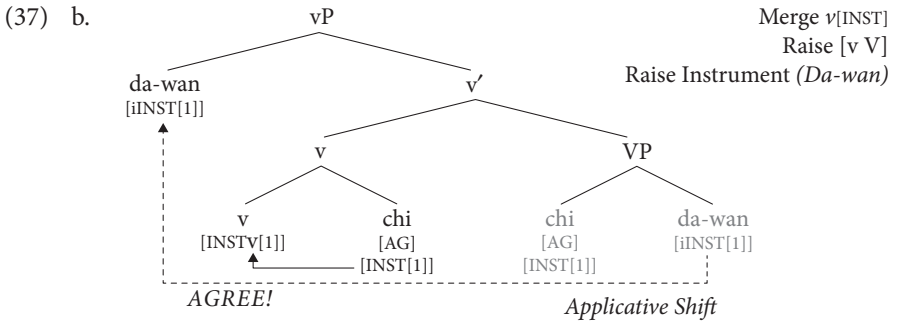 (37) b. vP Merge v[INST]
Raise [v V]
Raise Instrument (Da-wan)
da-wan v′
[iINST[1]]
v VP
v chi chi da-wan
[INSTv[1]] [AG] [AG] [iINST[1]]
[INST[1]] [INST[1]]
AGREE! Applicative Shift